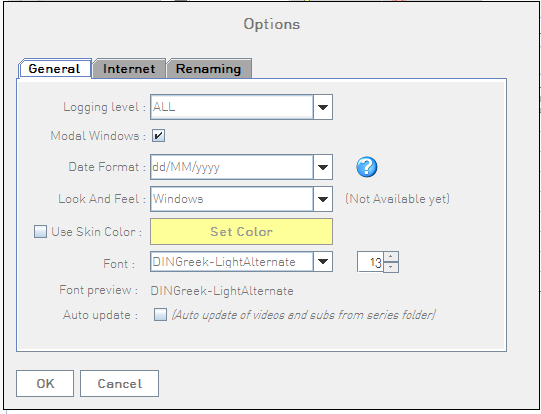 Options
General Internet Renaming
Logging level : ALL
Modal Windows :
Date Format : dd/MM/yyyy ?
Look And Feel : Windows (Not Available yet)
Use Skin Color : Set Color
Font : DINGreek-LightAlternate 13
Font preview : DINGreek-LightAlternate
Auto update : (Auto update of videos and subs from series folder)
OK Cancel